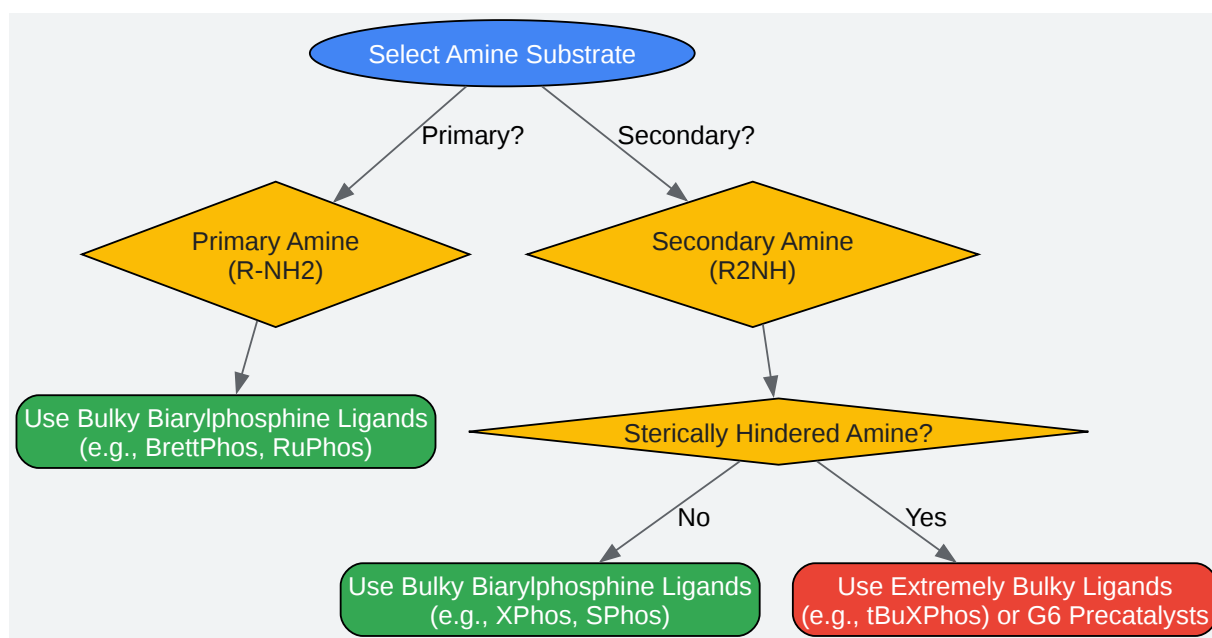 Select Amine Substrate
Primary?
Secondary?
Primary Amine
(R-NH2)
Secondary Amine
(R2NH)
Use Bulky Biarylphosphine Ligands
(e.g., BrettPhos, RuPhos)
Sterically Hindered Amine?
No
Yes
Use Bulky Biarylphosphine Ligands
(e.g., XPhos, SPhos)
Use Extremely Bulky Ligands
(e.g., tBuXPhos) or G6 Precatalysts